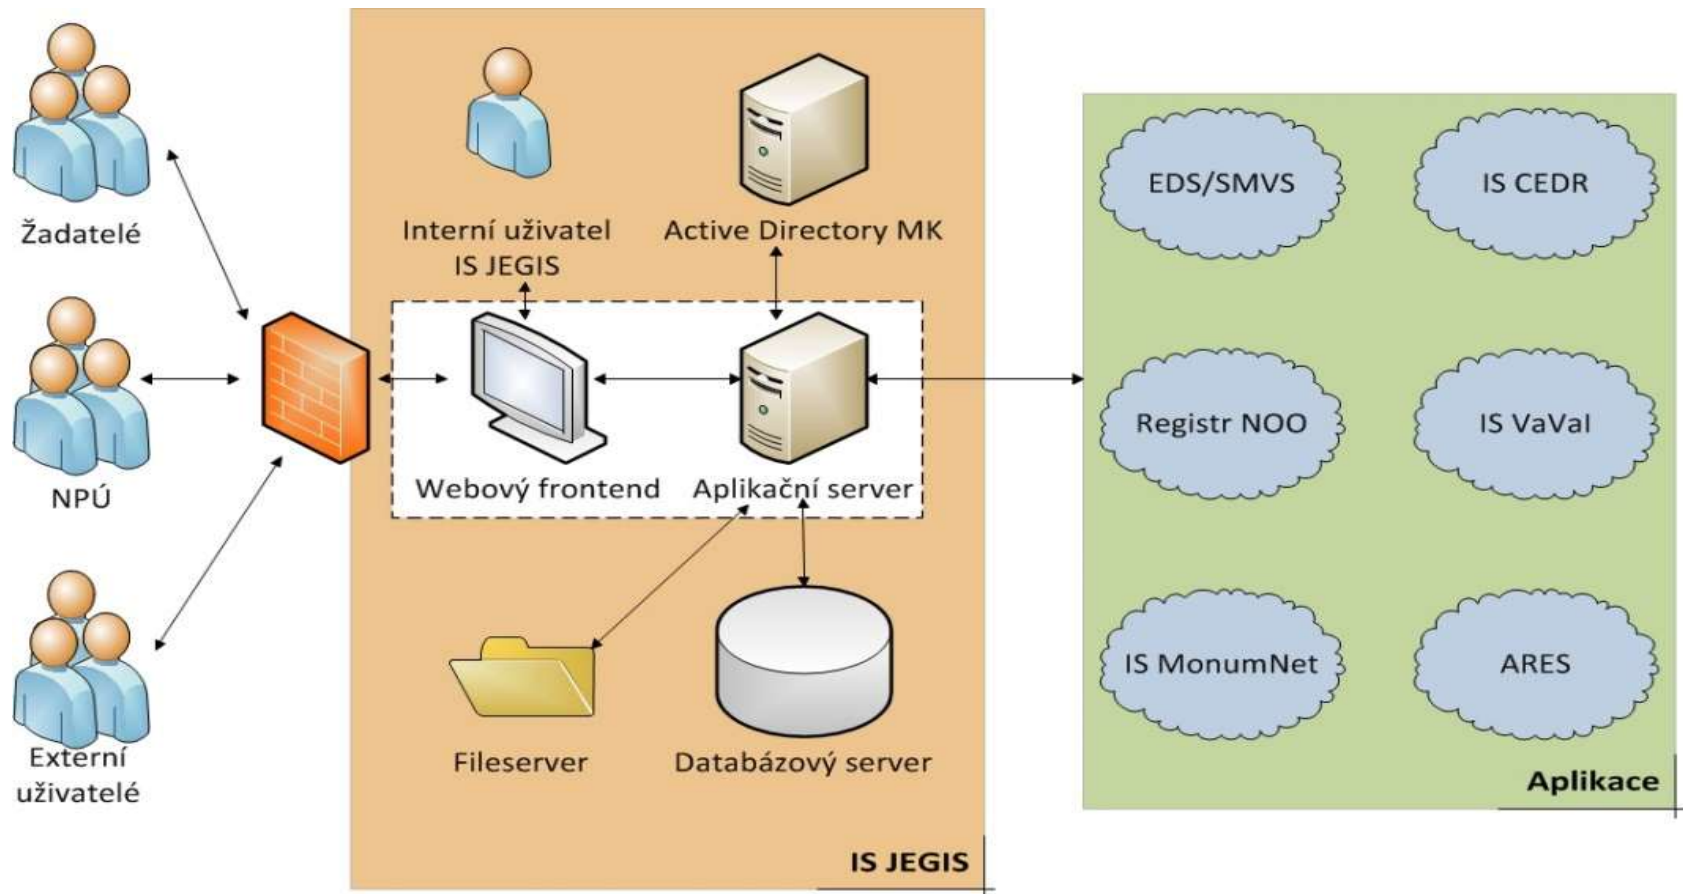 Žadatelé
NPÚ
Externí
uživatelé
Interní uživatel
IS JEGIS
Active Directory MK
Webový frontend
Aplikační server
Fileserver
Databázový server
IS JEGIS
EDS/SMVS
IS CEDR
Registr NOO
IS VaVaI
IS MonumNet
ARES
Aplikace